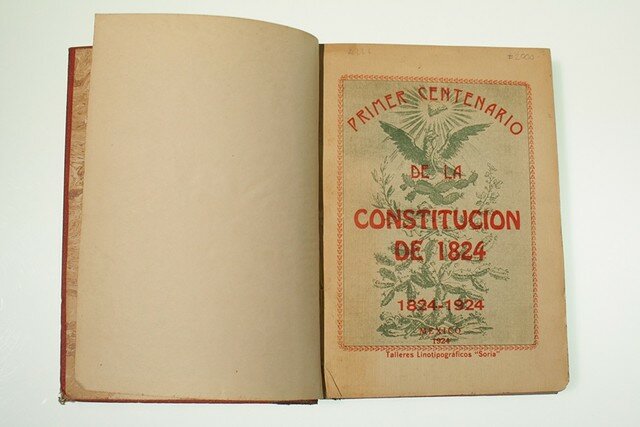 PRIMER CENTENARIO
DE LA
CONSTITUCION
DE 1824
1824-1924
MEXICO
1924
Talleres Linotipográficos "Soria"